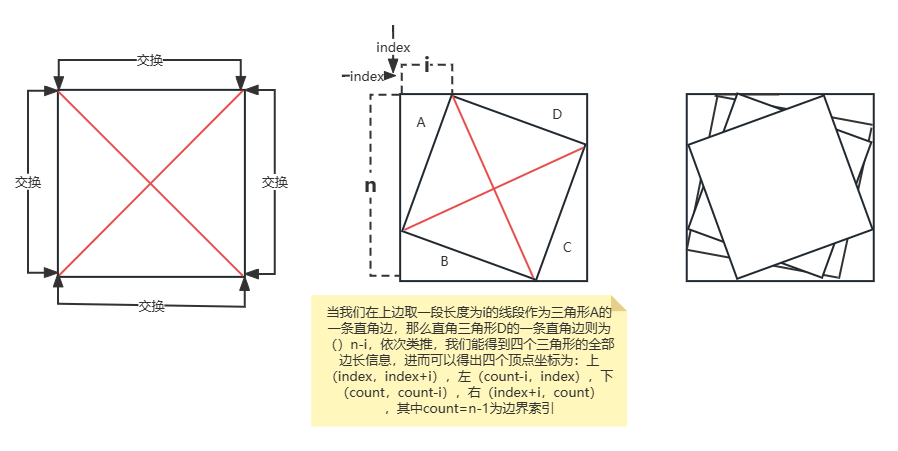 交换
交换
交换
交换
index
index
i
n
A
D
B
C
当我们在上边取一段长度为i的线段作为三角形A的
一条直角边，那么直角三角形D的一条直角边则为
（）n-i，依次类推，我们能得到四个三角形的全部
边长信息，进而可以得出四个顶点坐标为：上
（index，index+i），左（count-i，index），下
（count，count-i），右（index+i，count）
，其中count=n-1为边界索引